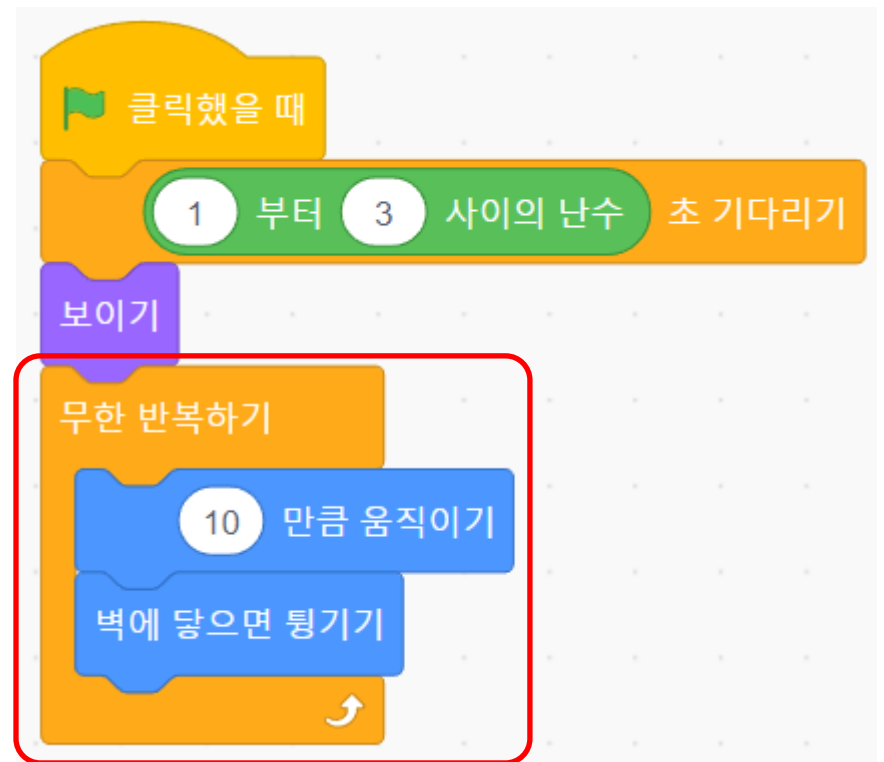 클릭했을 때
1 부터 3 사이의 난수 초 기다리기
보이기
무한 반복하기
10 만큼 움직이기
벽에 닿으면 튕기기